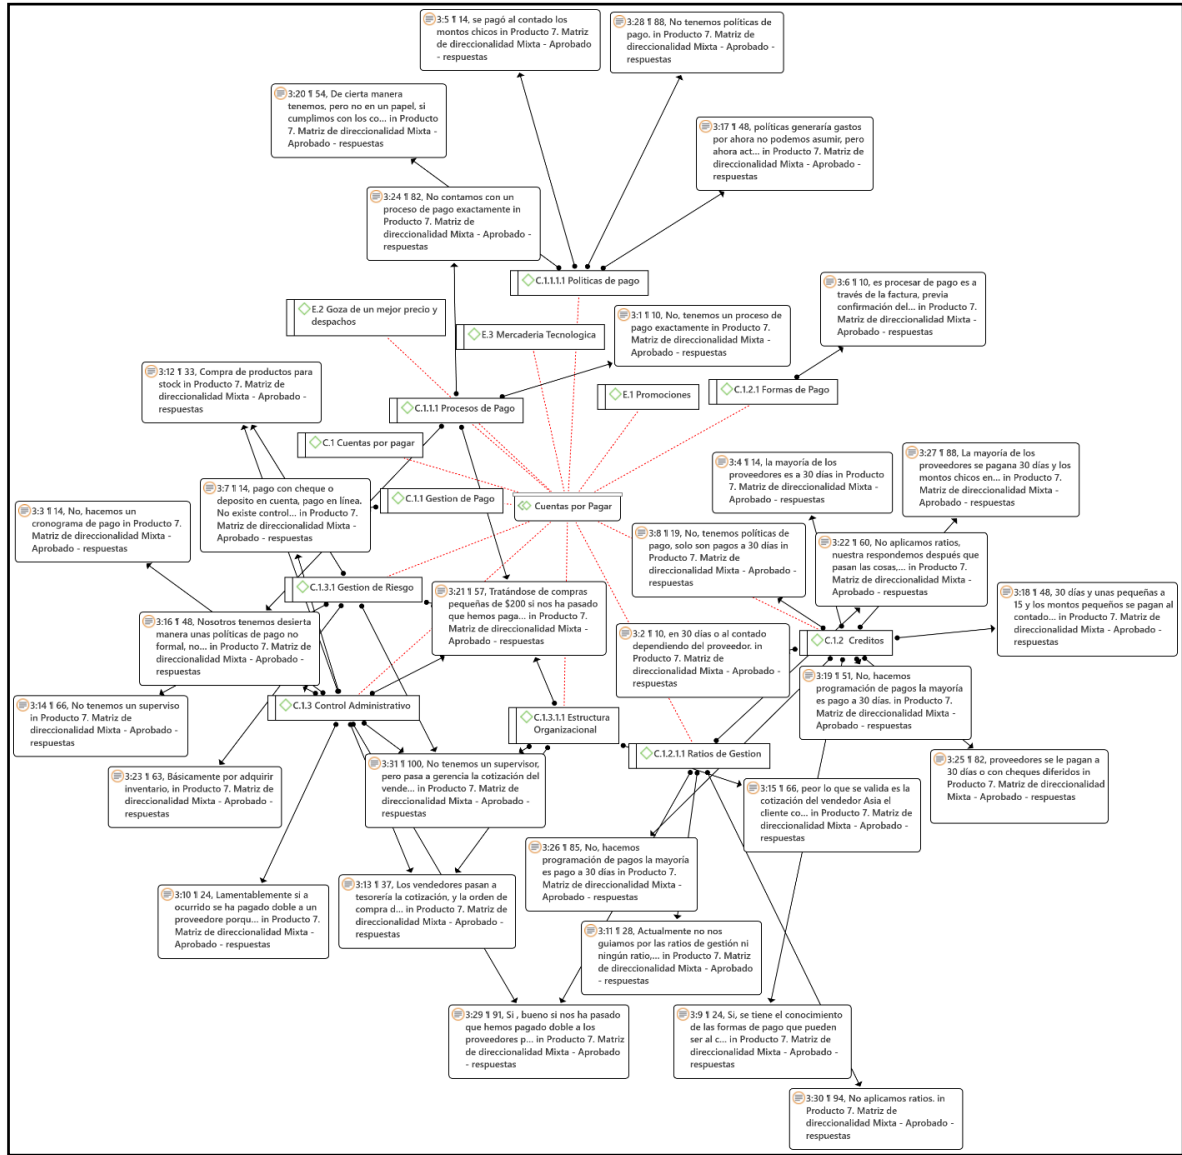 3:5 ¶ 14, se pagó al contado los
montos chicos in Producto 7. Matriz
de direccionalidad Mixta - Aprobado
- respuestas
3:28 ¶ 88, No tenemos políticas de
pago. in Producto 7. Matriz de
direccionalidad Mixta - Aprobado -
respuestas
3:20 ¶ 54, De cierta manera
tenemos, pero no en un papel, si
cumplimos con los co... in Producto
7. Matriz de direccionalidad Mixta -
Aprobado - respuestas
3:17 ¶ 48, políticas generaría gastos
por ahora no podemos asumir, pero
ahora act... in Producto 7. Matriz de
direccionalidad Mixta - Aprobado -
respuestas
3:24 ¶ 82, No contamos con un
proceso de pago exactamente in
Producto 7. Matriz de
direccionalidad Mixta - Aprobado -
respuestas
C.1.1.1.1 Politicas de pago
3:6 ¶ 10, es procesar de pago es a
través de la factura, previa
confirmación del... in Producto 7.
Matriz de direccionalidad Mixta -
Aprobado - respuestas
E.2 Goza de un mejor precio y
despachos
E.3 Mercadería Tecnologica
3:1 ¶ 10, No, tenemos un proceso de
pago exactamente in Producto 7.
Matriz de direccionalidad Mixta -
Aprobado - respuestas
3:12 ¶ 33, Compra de productos para
stock in Producto 7. Matriz de
direccionalidad Mixta - Aprobado -
respuestas
C.1.1.1 Procesos de Pago
E.1 Promociones
C.1.2.1 Formas de Pago
C.1 Cuentas por pagar
3:4 ¶ 14, la mayoría de los
proveedores es a 30 días in Producto
7. Matriz de direccionalidad Mixta -
Aprobado - respuestas
3:27 ¶ 88, La mayoría de los
proveedores se pagana 30 días y los
montos chicos en... in Producto 7.
Matriz de direccionalidad Mixta -
Aprobado - respuestas
3:7 ¶ 14, pago con cheque o
deposito en cuenta, pago en línea.
No existe control... in Producto 7.
Matriz de direccionalidad Mixta -
Aprobado - respuestas
C.1.1 Gestion de Pago
Cuentas por Pagar
3:3 ¶ 14, No, hacemos un
cronograma de pago in Producto 7.
Matriz de direccionalidad Mixta -
Aprobado - respuestas
3:8 ¶ 19, No, tenemos políticas de
pago, solo son pagos a 30 días in
Producto 7. Matriz de
direccionalidad Mixta - Aprobado -
respuestas
3:22 ¶ 60, No aplicamos ratios,
nuestra respondemos después que
pasan las cosas,... in Producto 7.
Matriz de direccionalidad Mixta -
Aprobado - respuestas
C.1.3.1 Gestion de Riesgo
3:21 ¶ 57, Tratándose de compras
pequeñas de $200 si nos ha pasado
que hemos paga... in Producto 7.
Matriz de direccionalidad Mixta -
Aprobado - respuestas
3:18 ¶ 48, 30 días y unas pequeñas a
15 y los montos pequeños se pagan al
contado... in Producto 7. Matriz de
direccionalidad Mixta - Aprobado -
respuestas
3:16 ¶ 48, Nosotros tenemos desierta
manera unas políticas de pago no
formal, no... in Producto 7. Matriz de
direccionalidad Mixta - Aprobado -
respuestas
3:2 ¶ 10, en 30 días o al contado
dependiendo del proveedor. in
Producto 7. Matriz de
direccionalidad Mixta - Aprobado -
respuestas
C.1.2 Creditos
3:19 ¶ 51, No, hacemos
programación de pagos la mayoría
es pago a 30 días. in Producto 7.
Matriz de direccionalidad Mixta -
Aprobado - respuestas
3:14 ¶ 66, No tenemos un superviso
in Producto 7. Matriz de
direccionalidad Mixta - Aprobado -
respuestas
C.1.3 Control Administrativo
C.1.3.1.1 Estructura
Organizacional
C.1.2.1.1 Ratios de Gestion
3:25 ¶ 82, proveedores se le pagan a
30 días o con cheques diferidos in
Producto 7. Matriz de direccionalidad
Mixta - Aprobado - respuestas
3:23 ¶ 63, Básicamente por adquirir
inventario, in Producto 7. Matriz de
direccionalidad Mixta - Aprobado -
respuestas
3:31 ¶ 100, No tenemos un supervisor,
pero pasa a gerencia la cotización del
vende... in Producto 7. Matriz de
direccionalidad Mixta - Aprobado -
respuestas
3:15 ¶ 66, peor lo que se valida es la
cotización del vendedor Asia el
cliente co... in Producto 7. Matriz de
direccionalidad Mixta - Aprobado -
respuestas
3:26 ¶ 85, No, hacemos
programación de pagos la mayoría
es pago a 30 días in Producto 7.
Matriz de direccionalidad Mixta -
Aprobado - respuestas
3:10 ¶ 24, Lamentablemente si a
ocurrido se ha pagado doble a un
proveedore porqu... in Producto 7.
Matriz de direccionalidad Mixta -
Aprobado - respuestas
3:13 ¶ 37, Los vendedores pasan a
tesorería la cotización, y la orden de
compra d... in Producto 7. Matriz de
direccionalidad Mixta - Aprobado -
respuestas
3:11 ¶ 28, Actualmente no nos
guiamos por las ratios de gestión ni
ningún ratio,... in Producto 7. Matriz
de direccionalidad Mixta - Aprobado
- respuestas
3:29 ¶ 91, Si , bueno si nos ha pasado
que hemos pagado doble a los
proveedores p... in Producto 7. Matriz
de direccionalidad Mixta - Aprobado
- respuestas
3:9 ¶ 24, Si, se tiene el conocimiento
de las formas de pago que pueden
ser al c... in Producto 7. Matriz de
direccionalidad Mixta - Aprobado -
respuestas
3:30 ¶ 94, No aplicamos ratios. in
Producto 7. Matriz de
direccionalidad Mixta - Aprobado -
respuestas